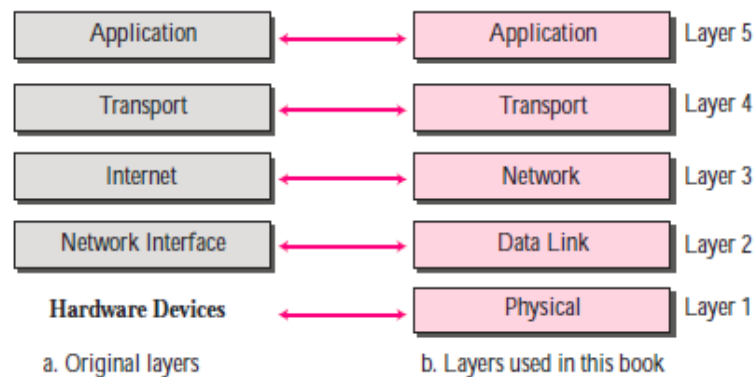 Application Application Layer 5
Transport Transport Layer 4
Internet Network Layer 3
Network Interface Data Link Layer 2
Hardware Devices Physical Layer 1
a. Original layers b. Layers used in this book